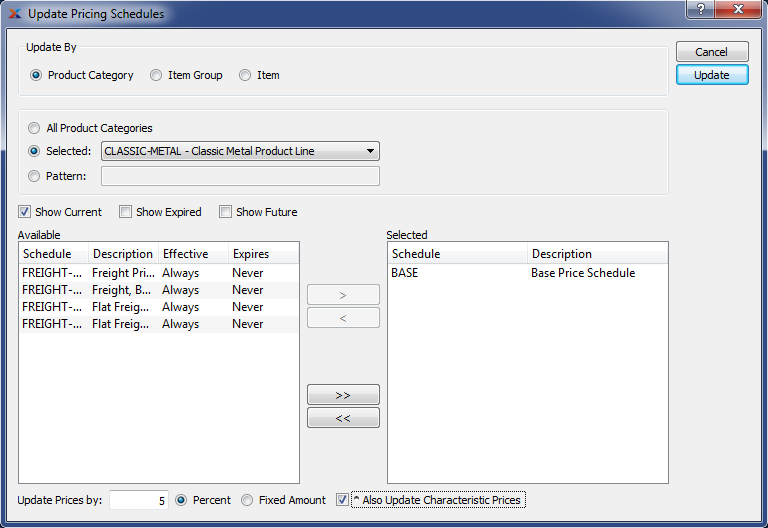 Update Pricing Schedules
?
Update By
Product Category Item Group Item
Cancel
Update
All Product Categories
Selected: CLASSIC-METAL - Classic Metal Product Line
Pattern:
Show Current Show Expired Show Future
Available
Schedule Description Effective Expires
FREIGHT-... Freight Pri... Always Never
FREIGHT-... Freight, B... Always Never
FREIGHT-... Flat Freig... Always Never
FREIGHT-... Flat Freig... Always Never
>
<
>>
<<
Selected
Schedule Description
BASE Base Price Schedule
Update Prices by: 5 Percent Fixed Amount ^ Also Update Characteristic Prices